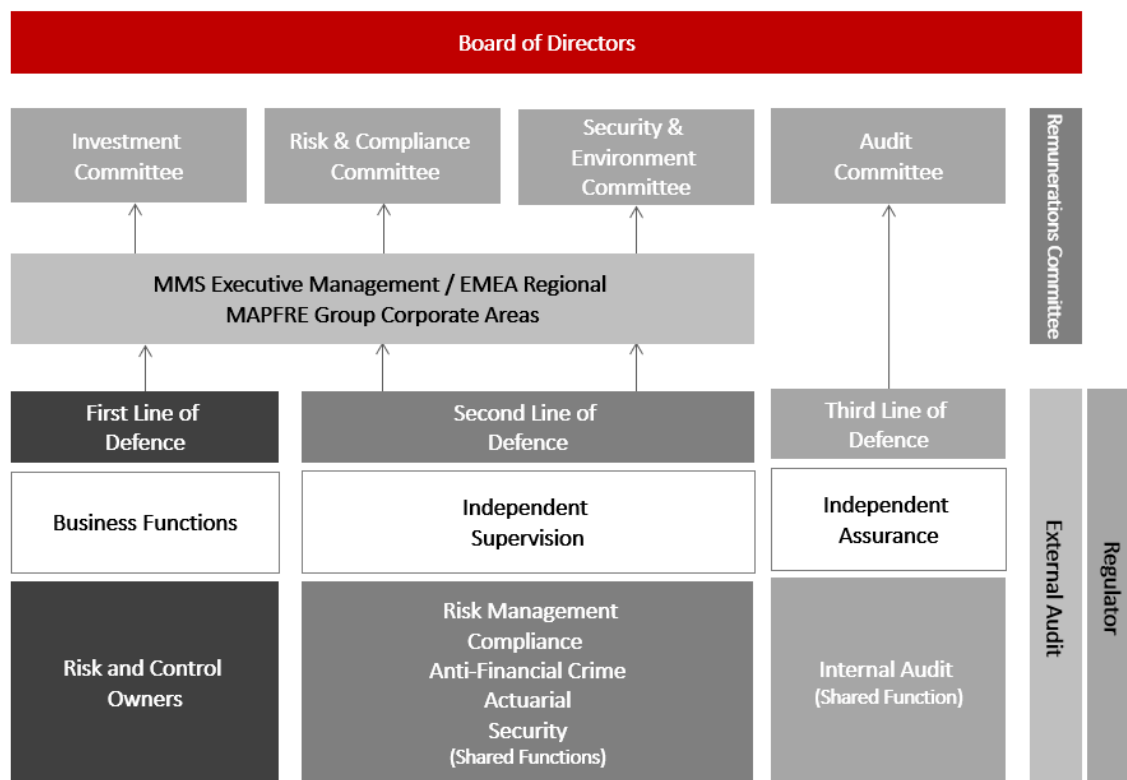 Board of Directors
Investment
Committee
Risk & Compliance
Committee
Security &
Environment
Committee
Audit
Committee
Remunerations Committee
MMS Executive Management / EMEA Regional
MAPFRE Group Corporate Areas
First Line of
Defence
Second Line of
Defence
Third Line of
Defence
Business Functions
Independent
Supervision
Independent
Assurance
Risk and Control
Owners
Risk Management
Compliance
Anti-Financial Crime
Actuarial
Security
(Shared Functions)
Internal Audit
(Shared Function)
External Audit
Regulator